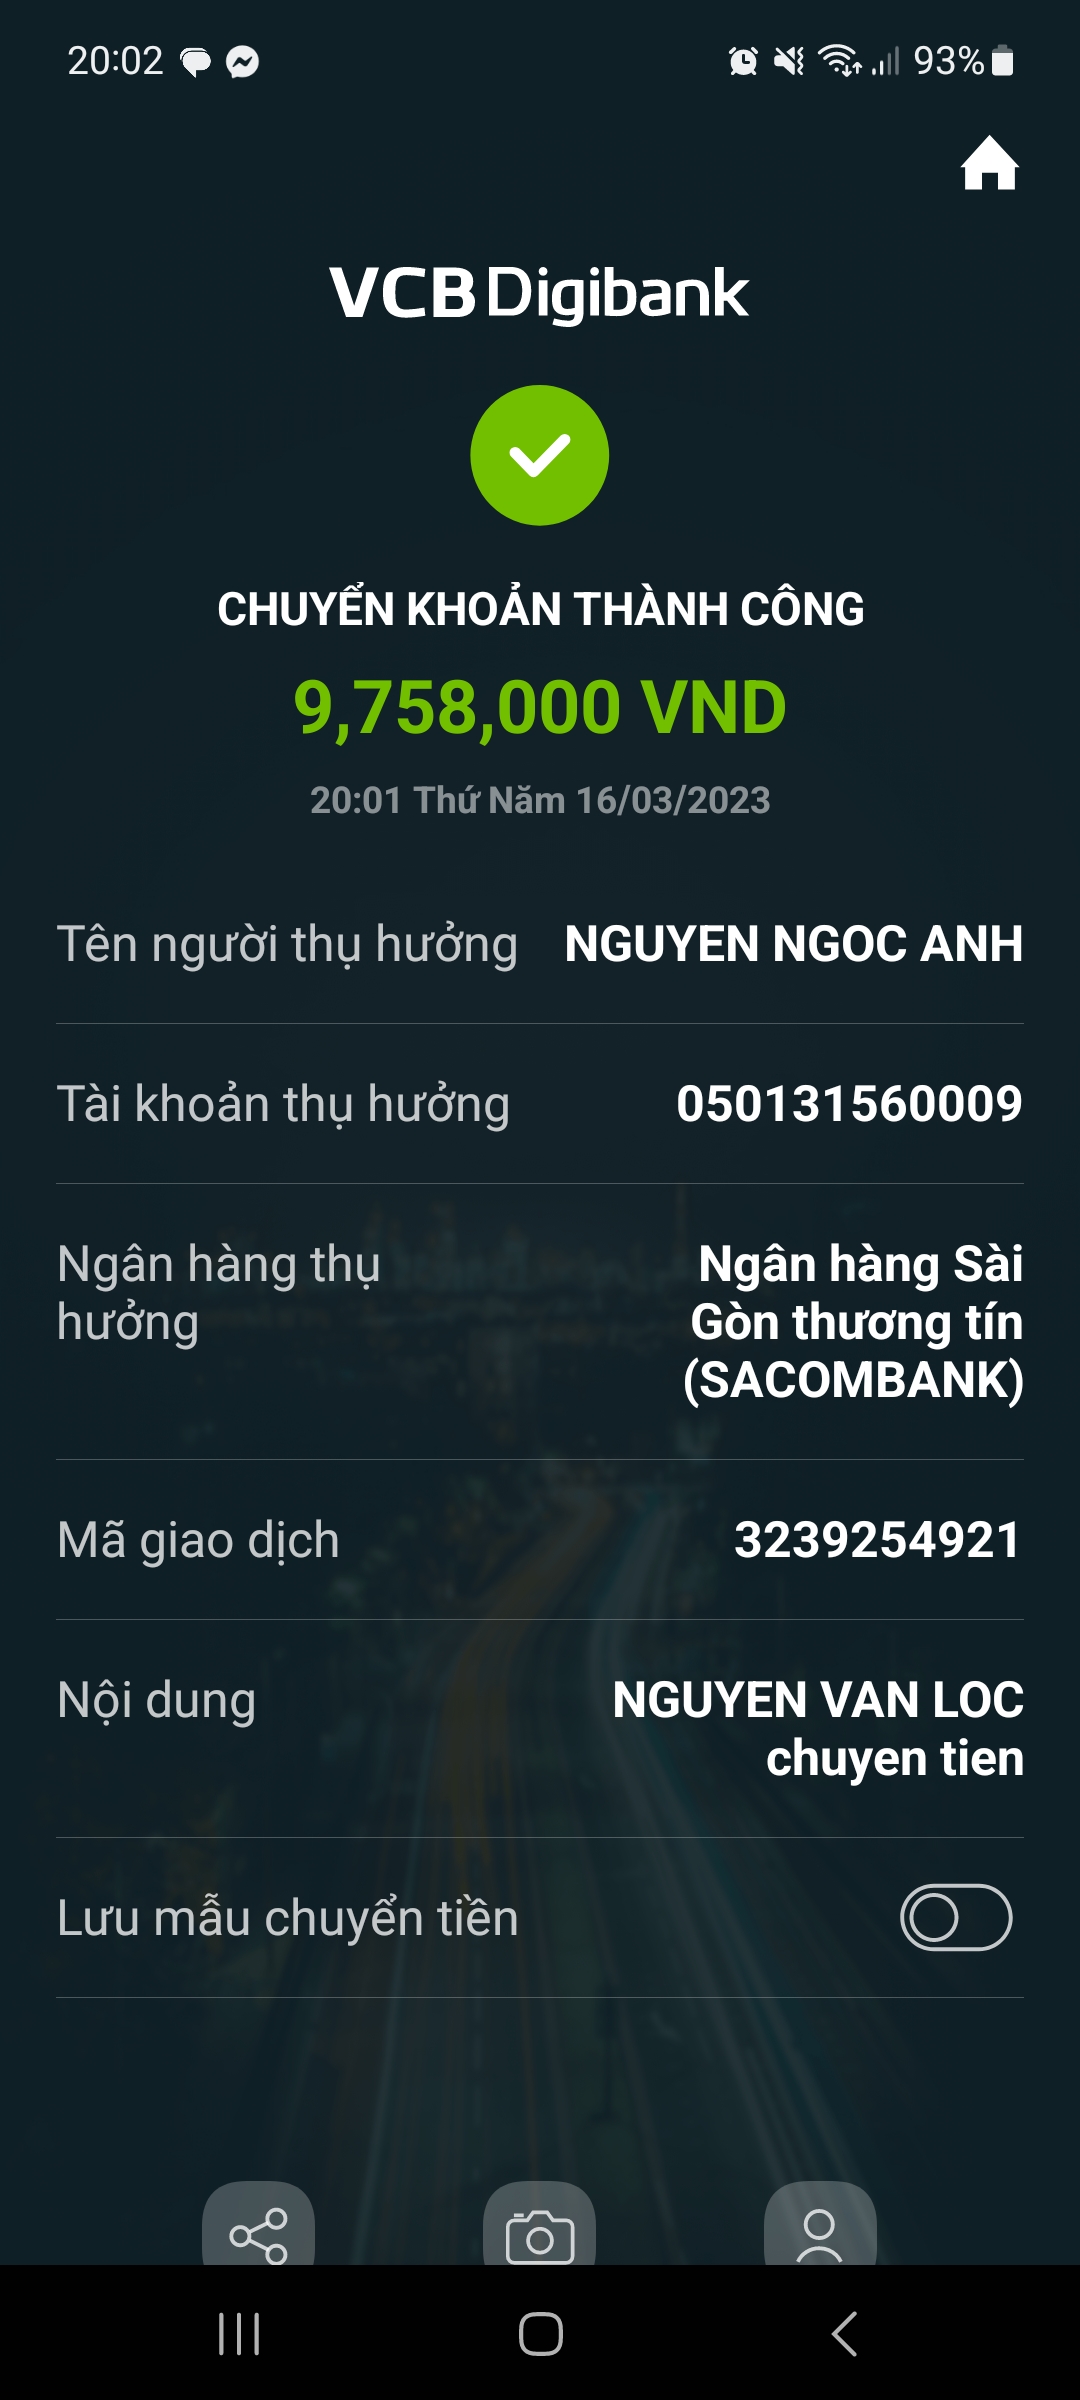 20:02
93%
VCB Digibank
CHUYỂN KHOẢN THÀNH CÔNG
9,758,000 VND
20:01 Thứ Năm 16/03/2023
Tên người thụ hưởng NGUYEN NGOC ANH
Tài khoản thụ hưởng 050131560009
Ngân hàng thụ Ngân hàng Sài
hưởng Gòn thương tín
(SACOMBANK)
Mã giao dịch 3239254921
Nội dung NGUYEN VAN LOC
chuyen tien
Lưu mẫu chuyển tiền